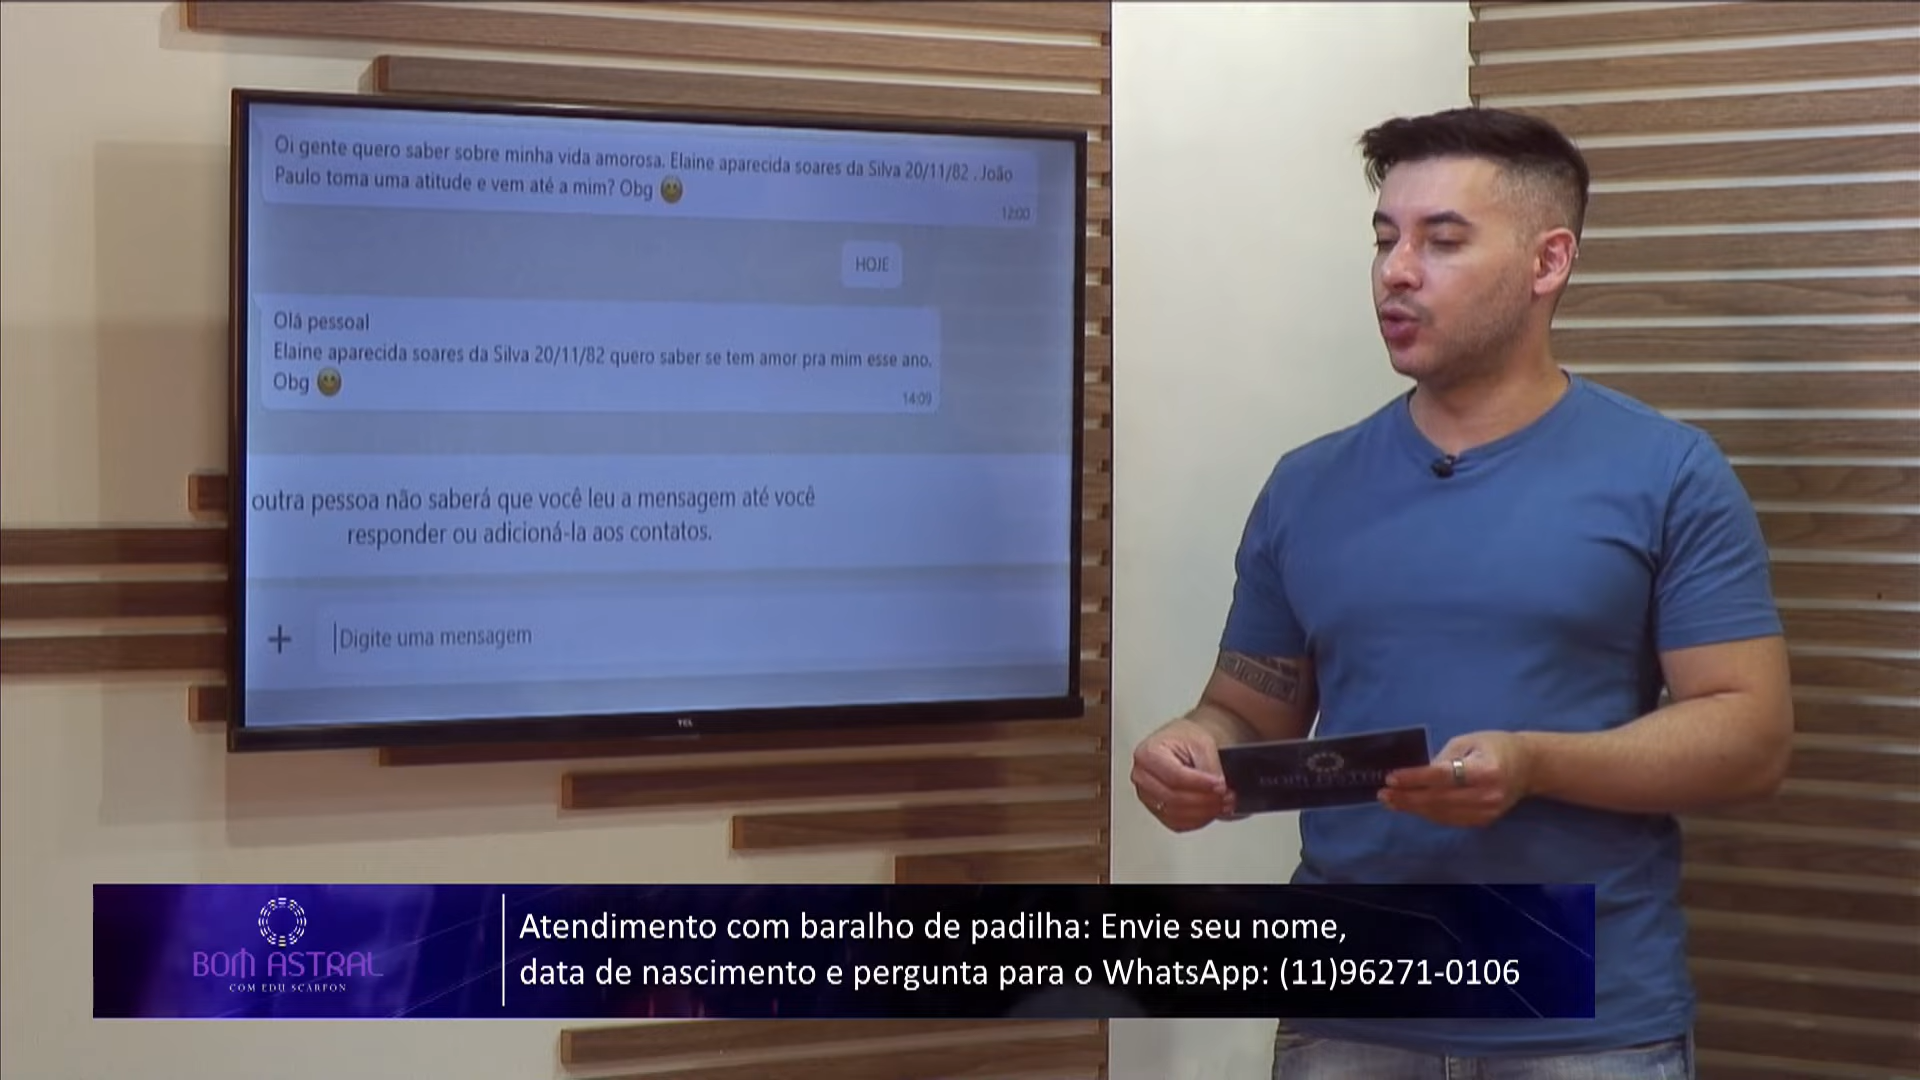 Oi gente quero saber sobre minha vida amorosa. Elaine aparecida soares da Silva 20/11/82 . João
Paulo toma uma atitude e vem até a mim? Obg
12:00
HOJE
Olá pessoal
Elaine aparecida soares da Silva 20/11/82 quero saber se tem amor pra mim esse ano.
Obg
14:09
outra pessoa não saberá que você leu a mensagem até você
responder ou adicioná-la aos contatos.
+ Digite uma mensagem
TCL
BOM ASTRAL
BOM ASTRAL
COM EDU SCARFON
Atendimento com baralho de padilha: Envie seu nome,
data de nascimento e pergunta para o WhatsApp: (11)96271-0106